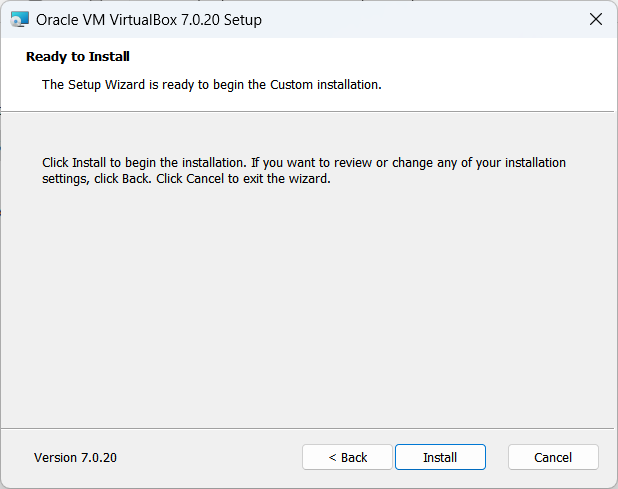 Oracle VM VirtualBox 7.0.20 Setup
Ready to Install
The Setup Wizard is ready to begin the Custom installation.
Click Install to begin the installation. If you want to review or change any of your installation
settings, click Back. Click Cancel to exit the wizard.
Version 7.0.20
< Back
Install
Cancel